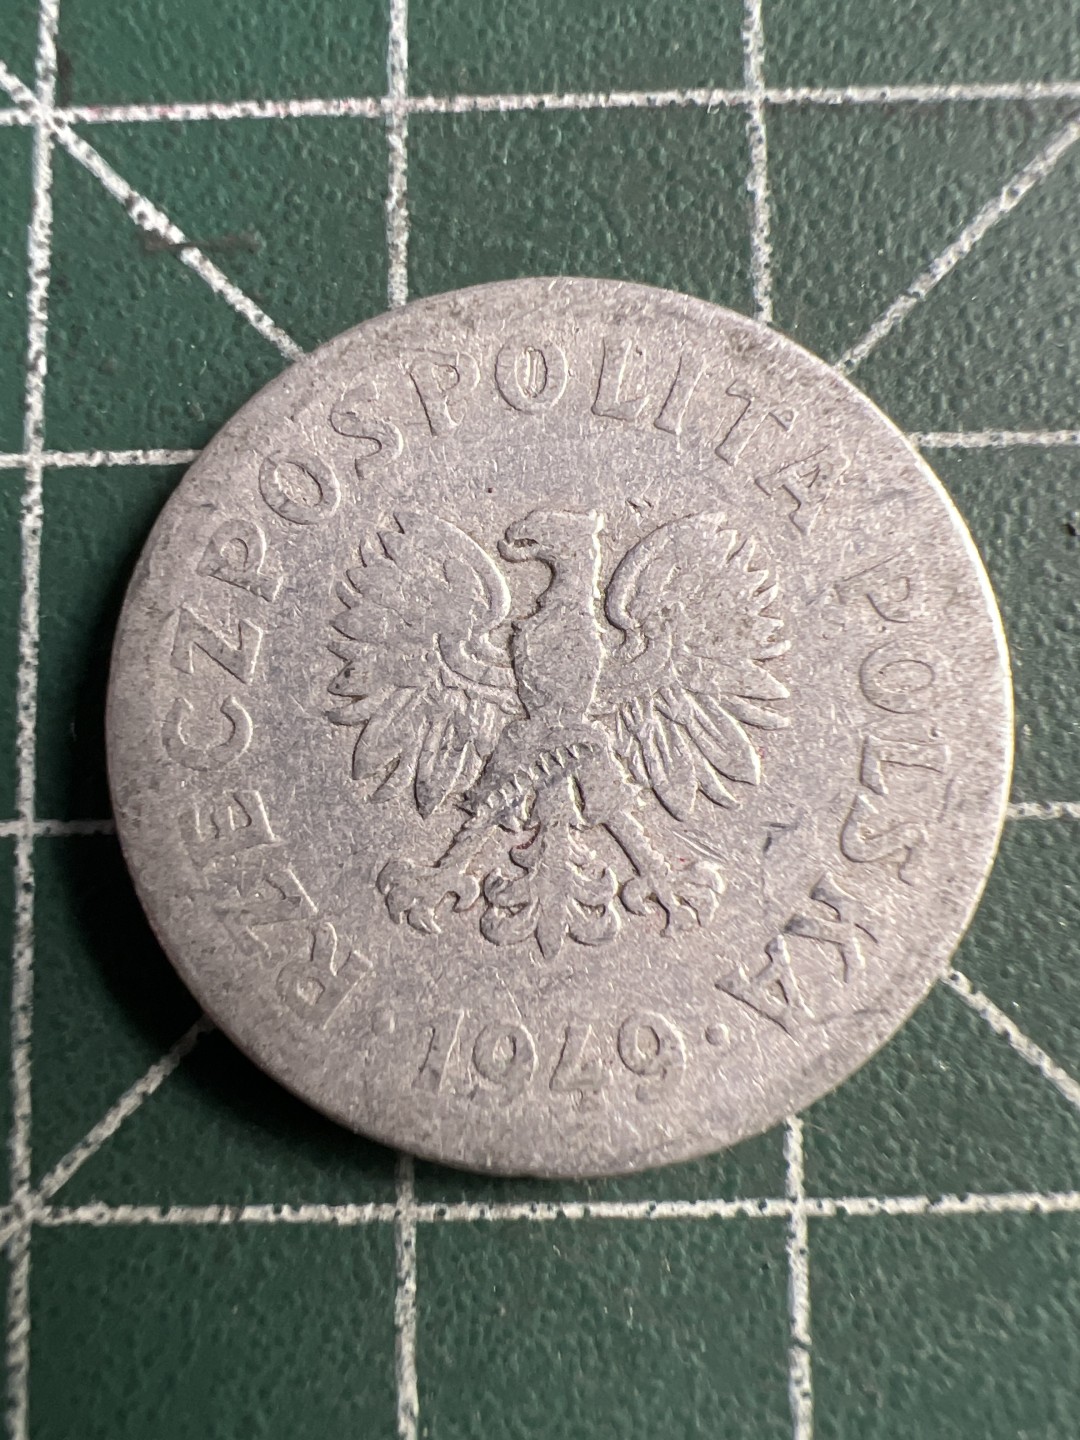 RZECZPOSPOLITA POLSKA
· 1949 ·